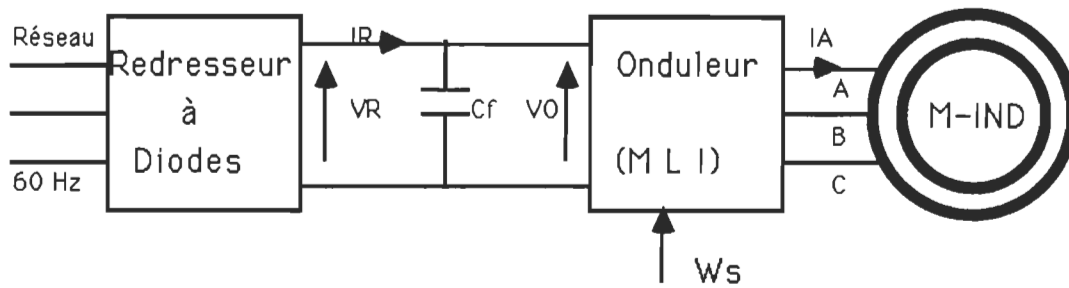 Réseau
60 Hz
Redresseur
à
Diodes
IR
VR
Cf
VO
Onduleur
(M L I)
Ws
IA
A
B
C
M-IND